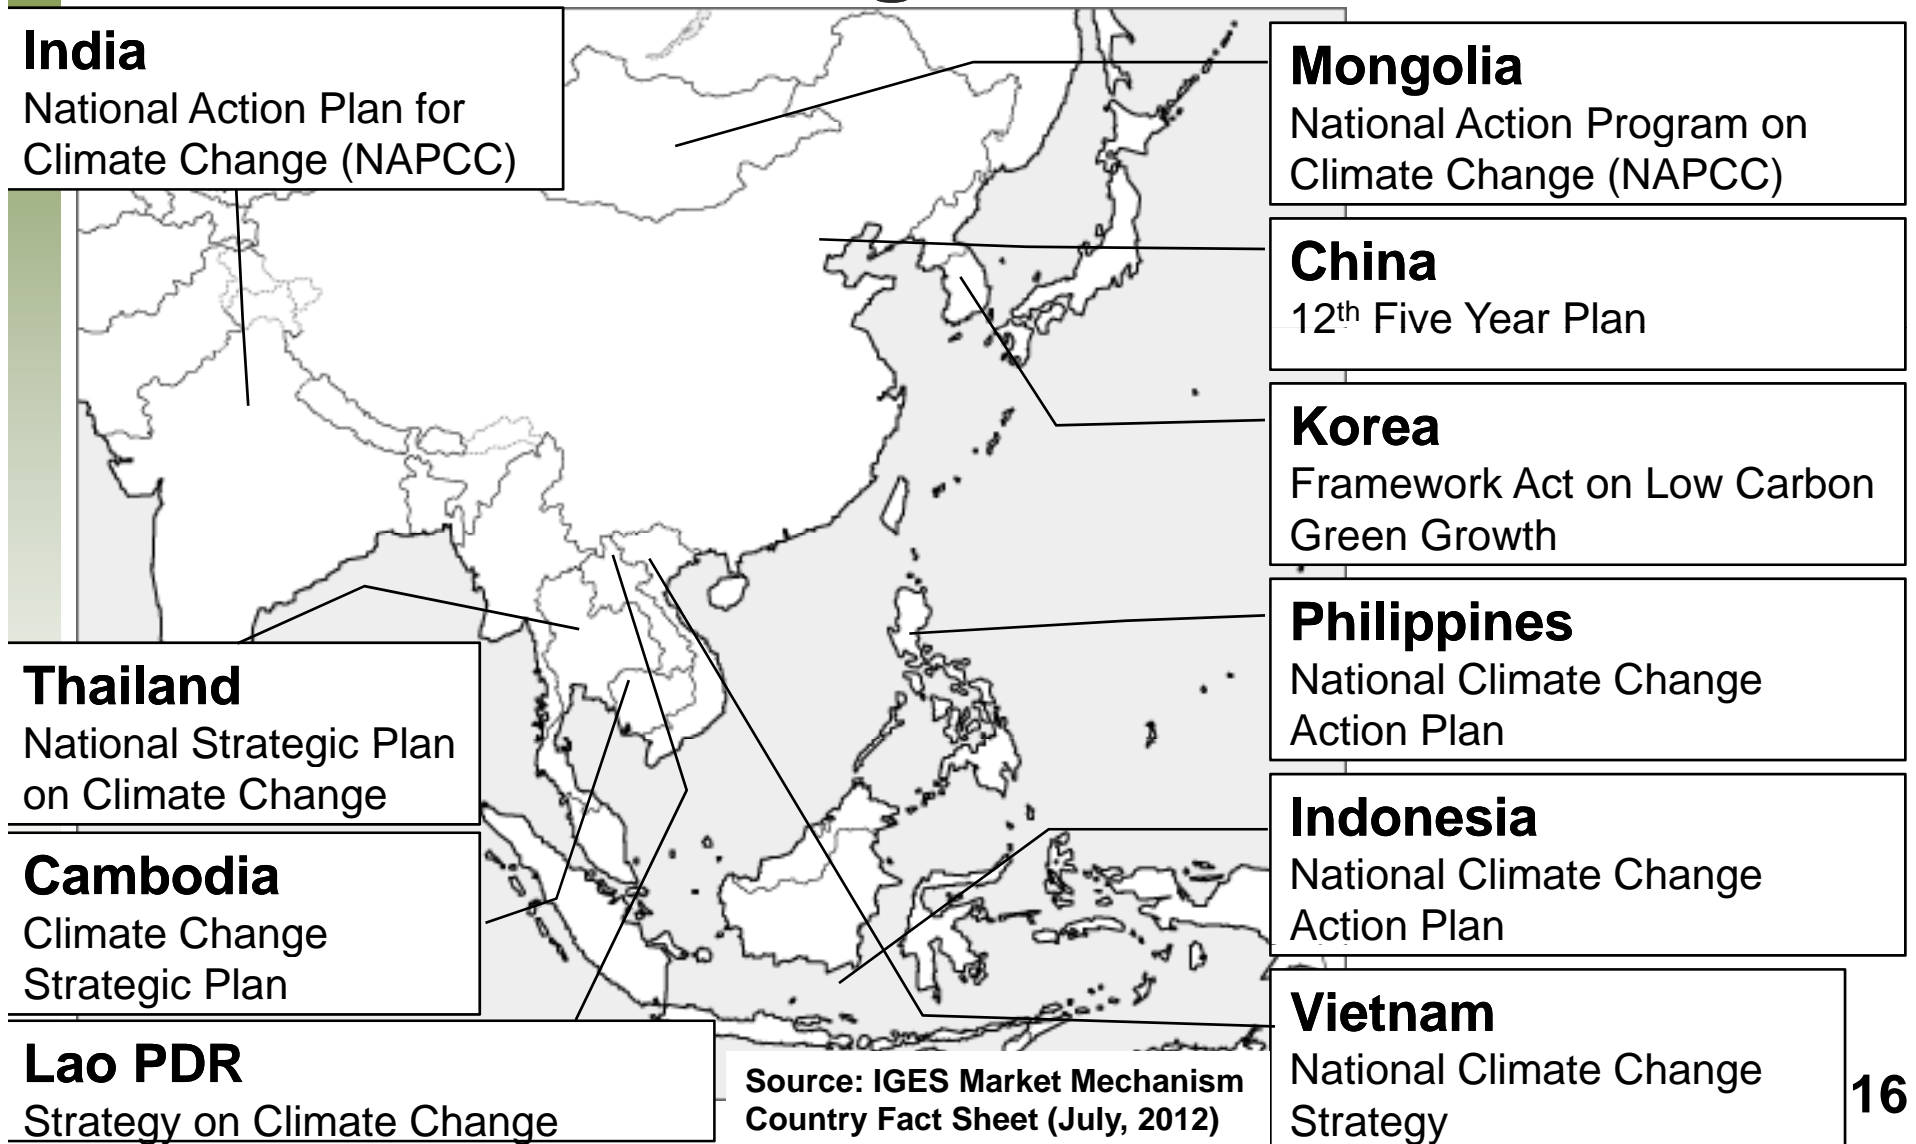 India
National Action Plan for
Climate Change (NAPCC)
Thailand
National Strategic Plan
on Climate Change
Cambodia
Climate Change
Strategic Plan
Lao PDR
Strategy on Climate Change
Mongolia
National Action Program on
Climate Change (NAPCC)
China
12th Five Year Plan
Korea
Framework Act on Low Carbon
Green Growth
Philippines
National Climate Change
Action Plan
Indonesia
National Climate Change
Action Plan
Vietnam
National Climate Change
Strategy
Source: IGES Market Mechanism
Country Fact Sheet (July, 2012)
16